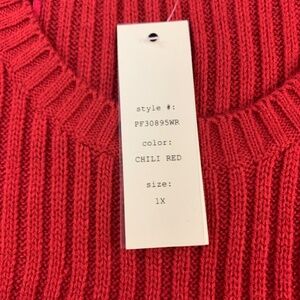 style #:
PF30895WR
color:
CHILI RED
size:
1X